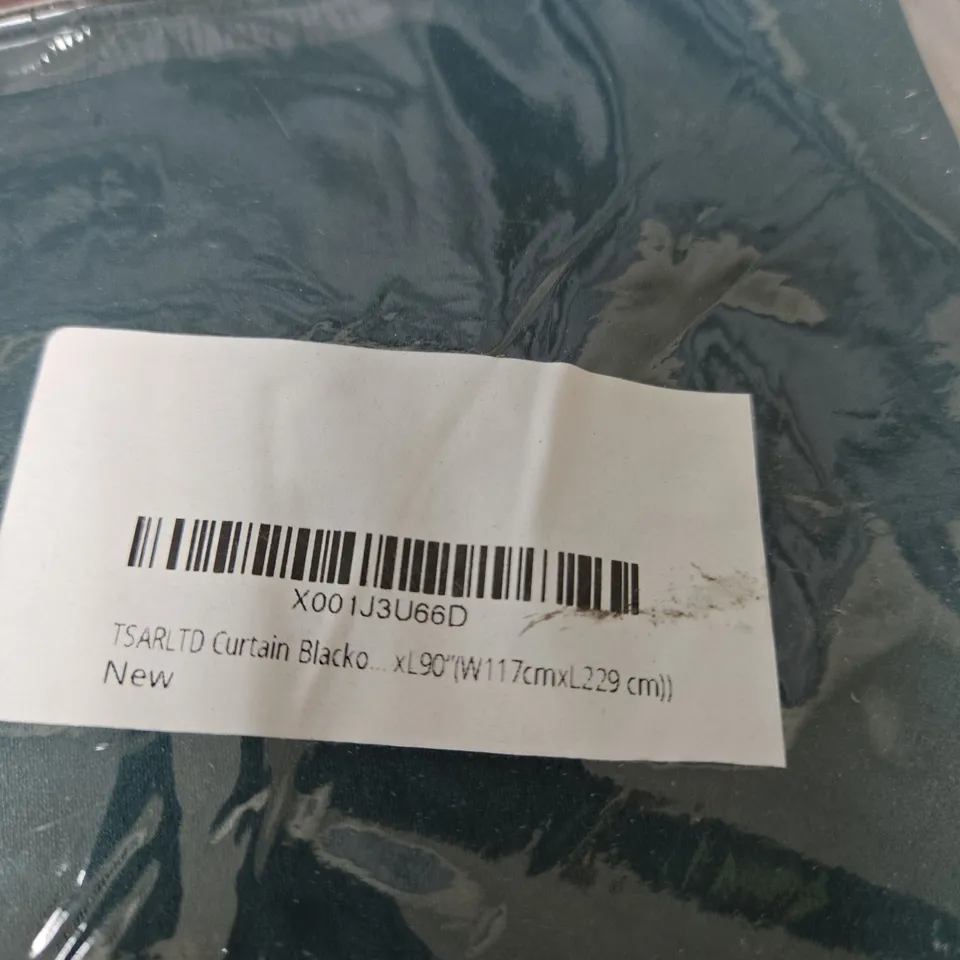 X001J3U66D
TSARLTD Curtain Blacko... xL90"(W117cmxL229 cm))
New